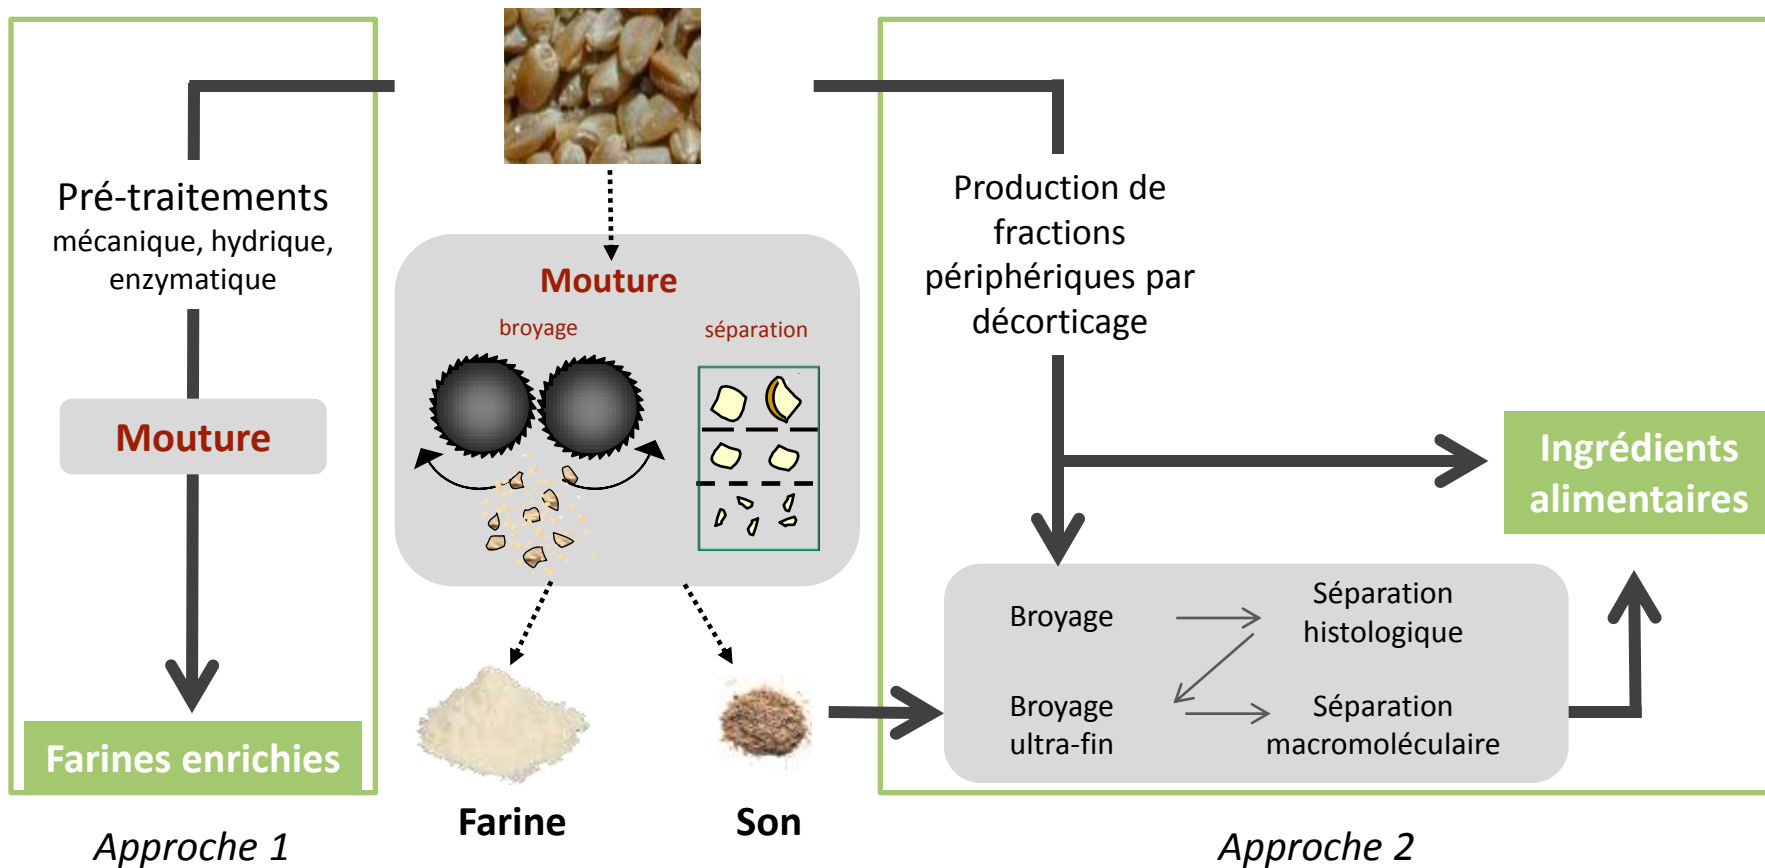 Pré-traitements
mécanique, hydrique,
enzymatique
Mouture
Farines enrichies
Approche 1
Mouture
broyage
séparation
Farine
Son
Production de
fractions
périphériques par
décorticage
Ingrédients
alimentaires
Broyage
Séparation
histologique
Broyage
ultra-fin
Séparation
macromoléculaire
Approche 2